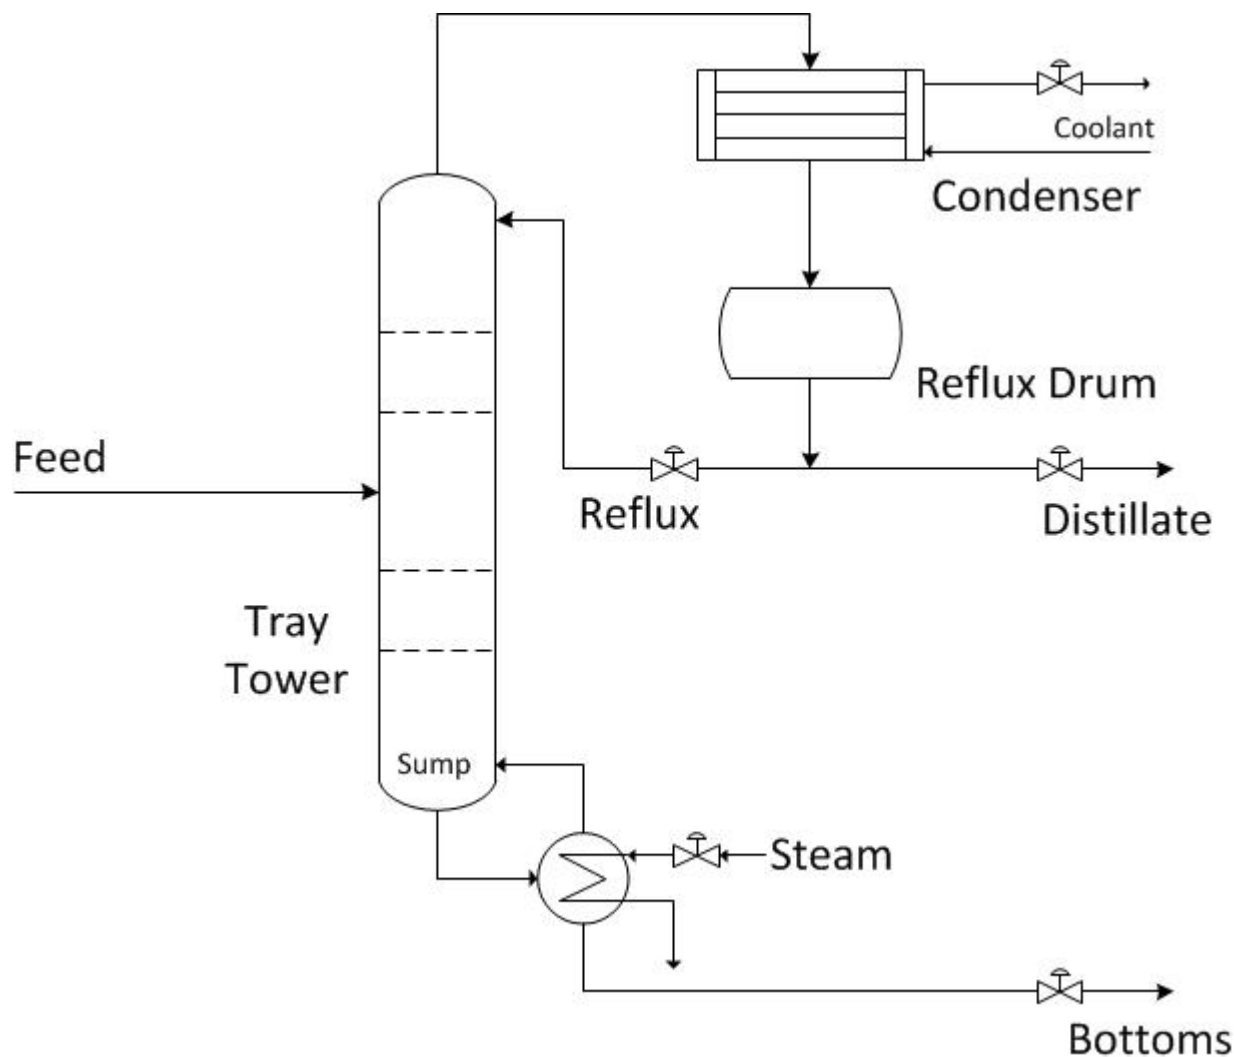 Coolant
Condenser
Reflux Drum
Feed
Reflux
Distillate
Tray
Tower
Sump
Steam
Bottoms